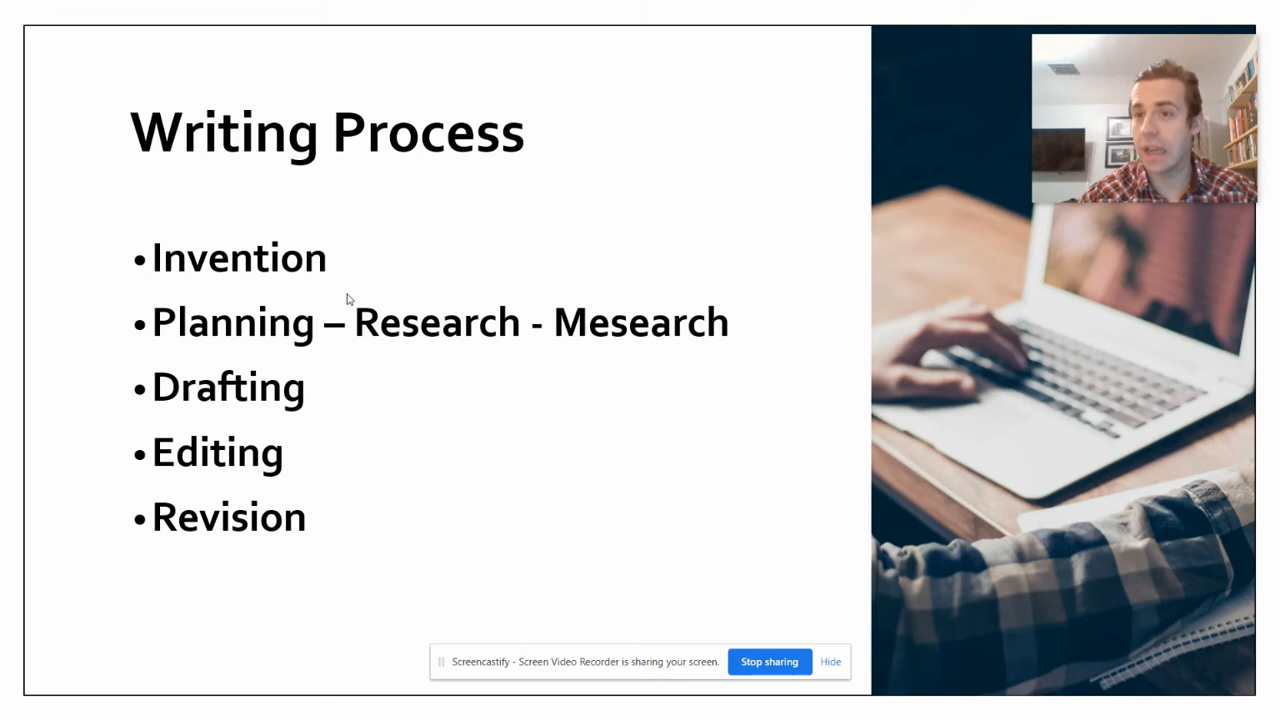 Writing Process
• Invention
• Planning – Research - Mesearch
• Drafting
• Editing
• Revision
Screencastify - Screen Video Recorder is sharing your screen. Stop sharing Hide